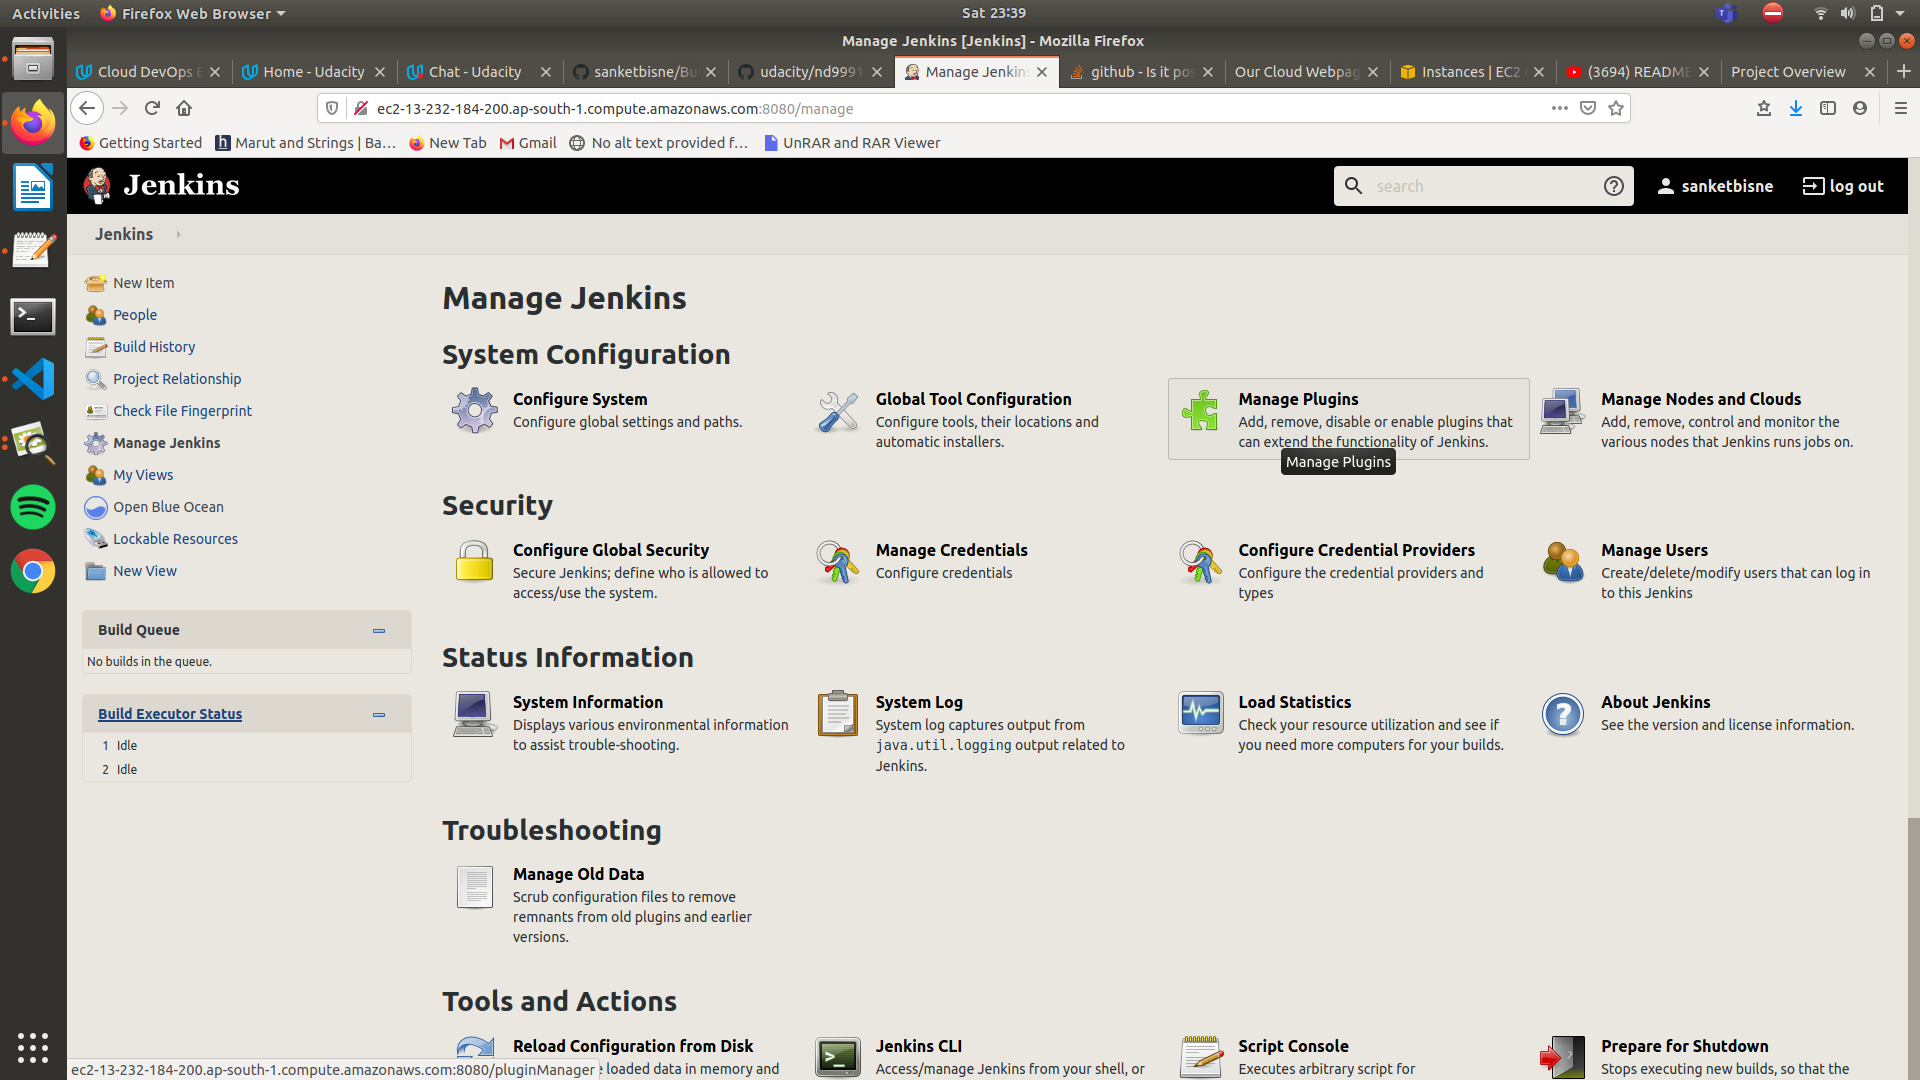 Activities
Firefox Web Browser
Sat 23:39
Manage Jenkins [Jenkins] - Mozilla Firefox
Cloud DevOps E
Home - Udacity
Chat - Udacity
sanketbisne/Bu
udacity/nd9991
Manage Jenkins
github - Is it pos
Our Cloud Webpag
Instances | EC2
(3694) README
Project Overview
ec2-13-232-184-200.ap-south-1.compute.amazonaws.com:8080/manage
Getting Started
Marut and Strings | Ba...
New Tab
Gmail
No alt text provided f...
UnRAR and RAR Viewer
Jenkins
search
sanketbisne
log out
Jenkins
New Item
People
Build History
Project Relationship
Check File Fingerprint
Manage Jenkins
My Views
Open Blue Ocean
Lockable Resources
New View
Build Queue
No builds in the queue.
Build Executor Status
1 Idle
2 Idle
Manage Jenkins
System Configuration
Configure System
Configure global settings and paths.
Global Tool Configuration
Configure tools, their locations and
automatic installers.
Manage Plugins
Add, remove, disable or enable plugins that
can extend the functionality of Jenkins.
Manage Plugins
Manage Nodes and Clouds
Add, remove, control and monitor the
various nodes that Jenkins runs jobs on.
Security
Configure Global Security
Secure Jenkins; define who is allowed to
access/use the system.
Manage Credentials
Configure credentials
Configure Credential Providers
Configure the credential providers and
types
Manage Users
Create/delete/modify users that can log in
to this Jenkins
Status Information
System Information
Displays various environmental information
to assist trouble-shooting.
System Log
System log captures output from
java.util.logging output related to
Jenkins.
Load Statistics
Check your resource utilization and see if
you need more computers for your builds.
About Jenkins
See the version and license information.
Troubleshooting
Manage Old Data
Scrub configuration files to remove
remnants from old plugins and earlier
versions.
Tools and Actions
Reload Configuration from Disk
loaded data in memory and
Jenkins CLI
Access/manage Jenkins from your shell, or
Script Console
Executes arbitrary script for
Prepare for Shutdown
Stops executing new builds, so that the
ec2-13-232-184-200.ap-south-1.compute.amazonaws.com:8080/pluginManager